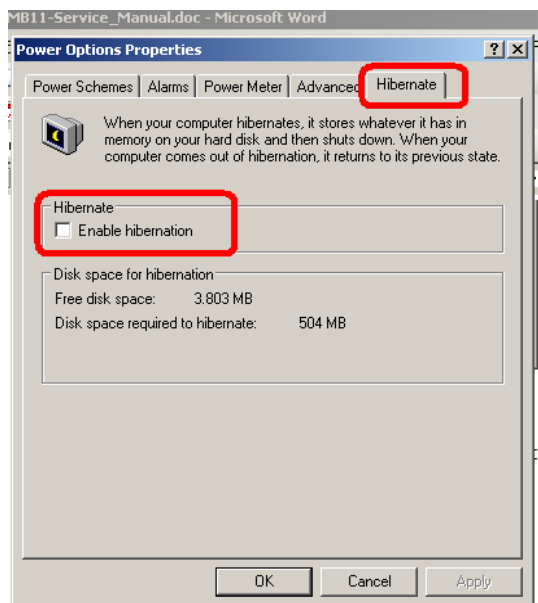 MB11-Service_Manual.doc - Microsoft Word
Power Options Properties
Power Schemes Alarms Power Meter Advanced Hibernate
When your computer hibernates, it stores whatever it has in
memory on your hard disk and then shuts down. When your
computer comes out of hibernation, it returns to its previous state.
Hibernate
Enable hibernation
Disk space for hibernation
Free disk space: 3.803 MB
Disk space required to hibernate: 504 MB
OK Cancel Apply